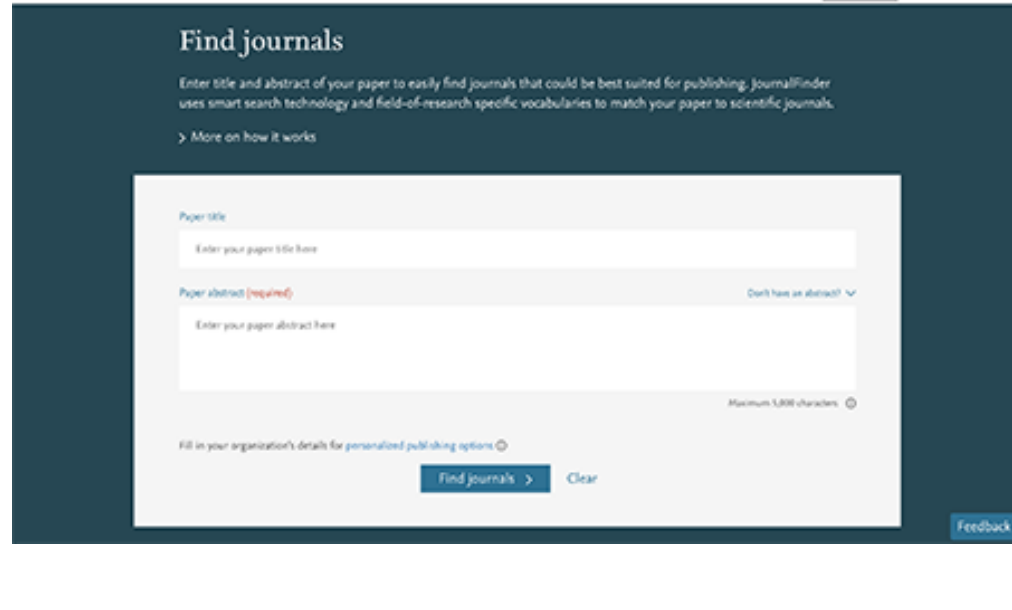 Find journals
Enter title and abstract of your paper to easily find journals that could be best suited for publishing. JournalFinder
uses smart search technology and field-of-research specific vocabularies to match your paper to scientific journals.
> More on how it works
Paper title
Enter your paper title here
Paper abstract (required)
Don't have an abstract?
Enter your paper abstract here
Maximum 5,000 characters
Fill in your organization's details for personalized publishing options
Find journals >
Clear
Feedback